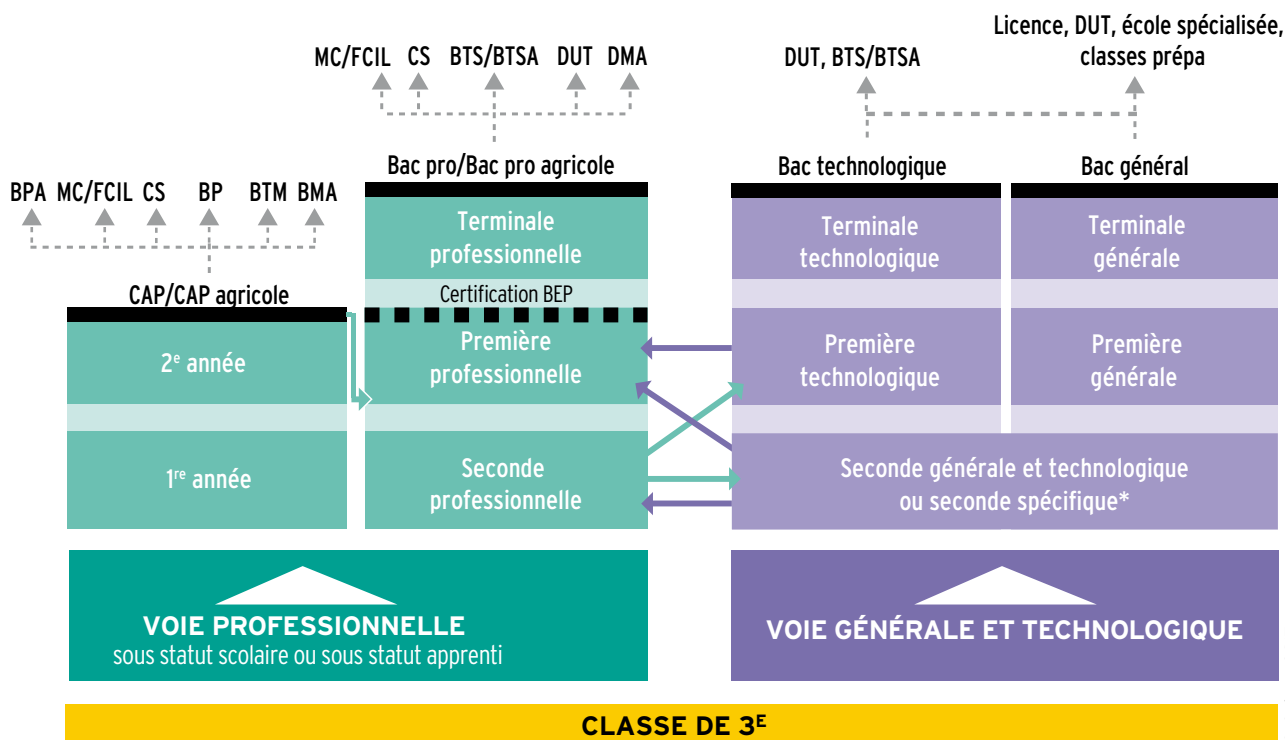 Licence, DUT, école spécialisée,
classes prépa
MC/FCIL CS BTS/BTSA DUT DMA
DUT, BTS/BTSA
Bac pro/Bac pro agricole
Bac technologique
Bac général
BPA MC/FCIL CS BP BTM BMA
Terminale
professionnelle
Terminale
technologique
Terminale
générale
CAP/CAP agricole
Certification BEP
2e année
Première
professionnelle
Première
technologique
Première
générale
1re année
Seconde
professionnelle
Seconde générale et technologique
ou seconde spécifique*
VOIE PROFESSIONNELLE
sous statut scolaire ou sous statut apprenti
VOIE GÉNÉRALE ET TECHNOLOGIQUE
CLASSE DE 3E